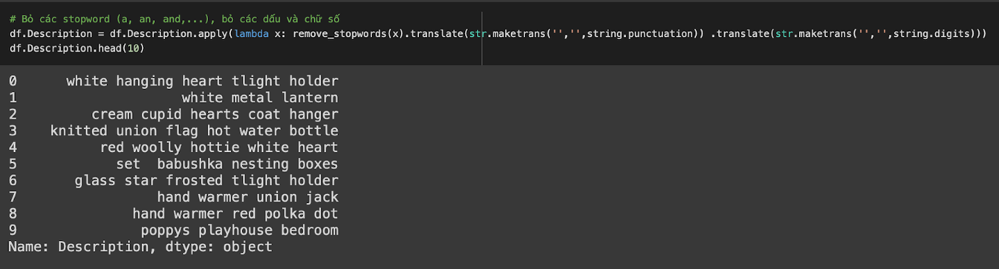 # Bỏ các stopword (a, an, and,...), bỏ các dấu và chữ số
df.Description = df.Description.apply(lambda x: remove_stopwords(x).translate(str.maketrans('','',string.punctuation)) .translate(str.maketrans('','',string.digits)))
df.Description.head(10)
0 white hanging heart tlight holder
1 white metal lantern
2 cream cupid hearts coat hanger
3 knitted union flag hot water bottle
4 red woolly hottie white heart
5 set  babushka nesting boxes
6 glass star frosted tlight holder
7 hand warmer union jack
8 hand warmer red polka dot
9 poppys playhouse bedroom
Name: Description, dtype: object